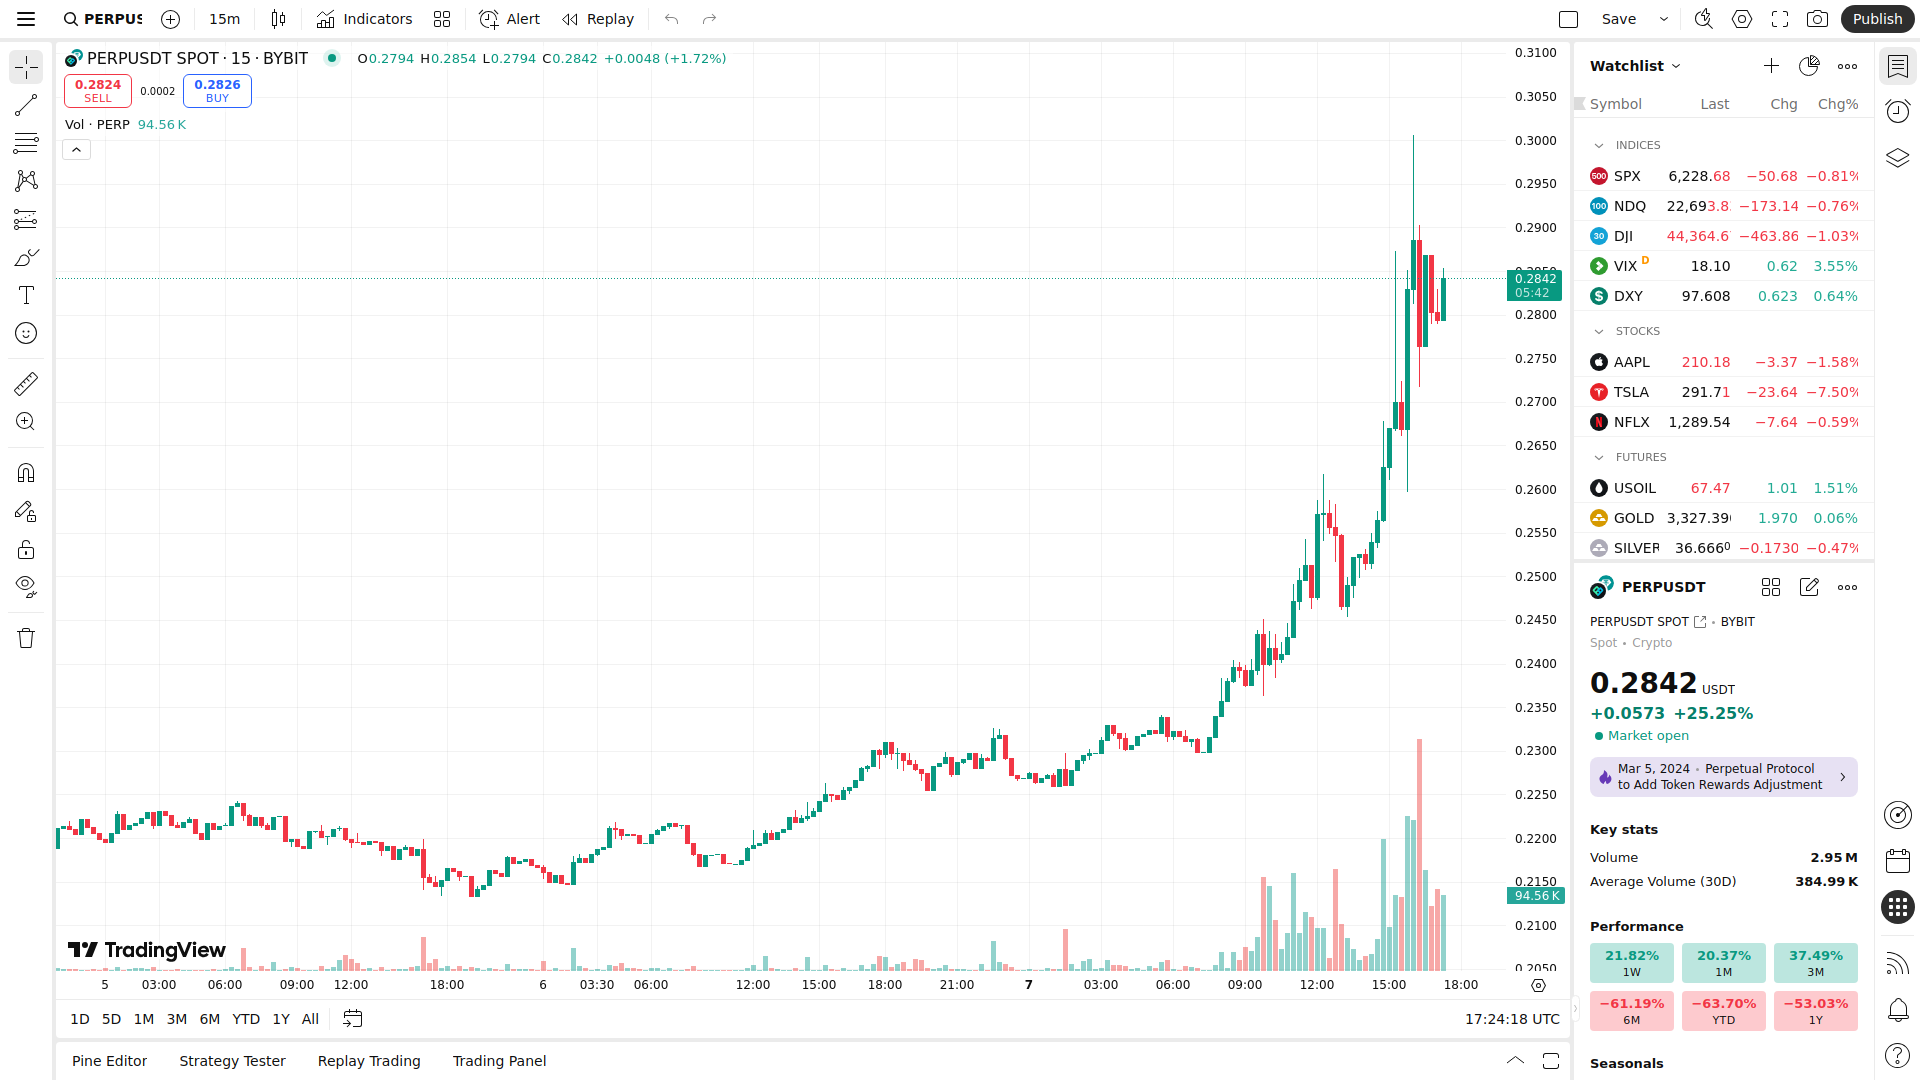 PERPUS
15m
Indicators
Alert
Replay
Save
Publish
PERPUSDT SPOT · 15 · BYBIT
O0.2794 H0.2854 L0.2794 C0.2842 +0.0048 (+1.72%)
0.2824
SELL
0.0002
0.2826
BUY
Vol · PERP 94.56 K
0.3100
0.3050
0.3000
0.2950
0.2900
0.2842
05:42
0.2800
0.2750
0.2700
0.2650
0.2600
0.2550
0.2500
0.2450
0.2400
0.2350
0.2300
0.2250
0.2200
0.2150
94.56 K
0.2100
0.2050
TradingView
5 03:00 06:00 09:00 12:00 18:00 6 03:30 06:00 12:00 15:00 18:00 21:00 7 03:00 06:00 09:00 12:00 15:00 18:00
1D 5D 1M 3M 6M YTD 1Y All
17:24:18 UTC
Pine Editor Strategy Tester Replay Trading Trading Panel
Watchlist
Symbol Last Chg Chg%
INDICES
SPX 6,228.68 −50.68 −0.81%
NDQ 22,693.8 −173.14 −0.76%
DJI 44,364.6 −463.86 −1.03%
VIX D 18.10 0.62 3.55%
DXY 97.608 0.623 0.64%
STOCKS
AAPL 210.18 −3.37 −1.58%
TSLA 291.71 −23.64 −7.50%
NFLX 1,289.54 −7.64 −0.59%
FUTURES
USOIL 67.47 1.01 1.51%
GOLD 3,327.390 1.970 0.06%
SILVER 36.6660 −0.1730 −0.47%
PERPUSDT
PERPUSDT SPOT • BYBIT
Spot • Crypto
0.2842 USDT
+0.0573 +25.25%
Market open
Mar 5, 2024 • Perpetual Protocol
to Add Token Rewards Adjustment
Key stats
Volume 2.95 M
Average Volume (30D) 384.99 K
Performance
21.82% 20.37% 37.49%
1W 1M 3M
−61.19% −63.70% −53.03%
6M YTD 1Y
Seasonals